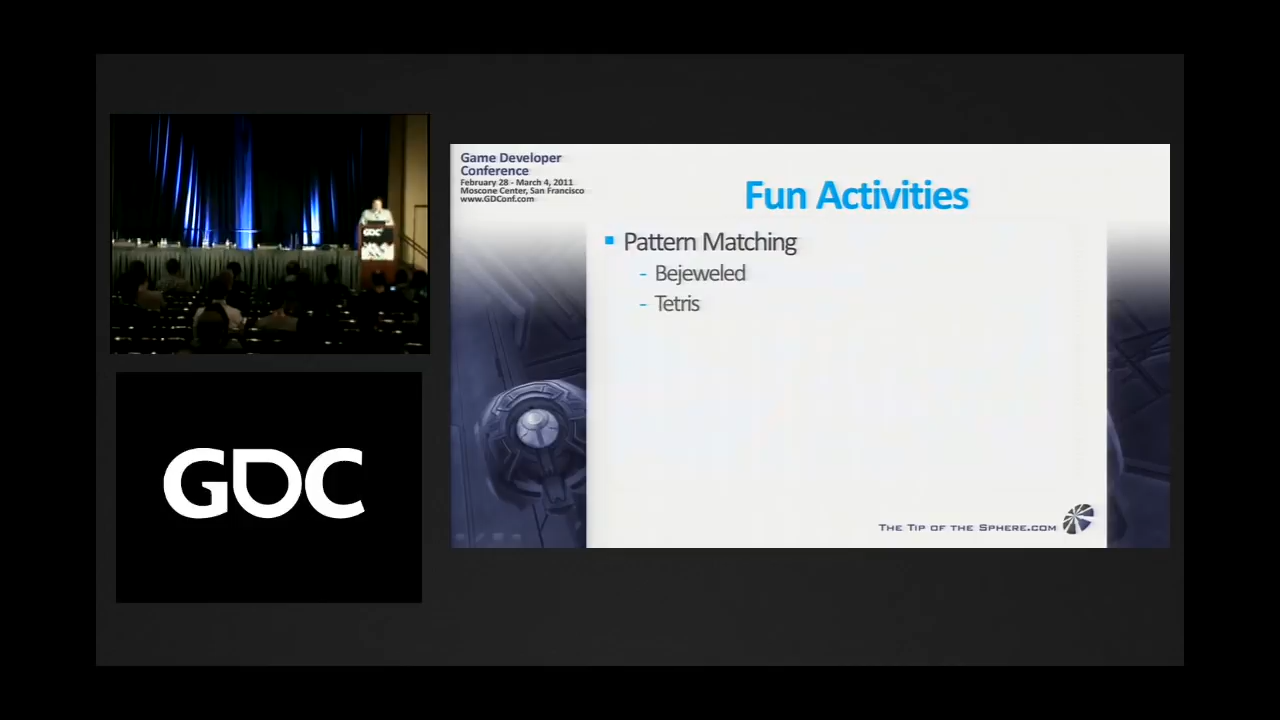 Game Developer
Conference
February 28 - March 4, 2011
Moscone Center, San Francisco
www.GDConf.com
Fun Activities
Pattern Matching
- Bejeweled
- Tetris
THE TIP OF THE SPHERE.COM
GDC
GDC